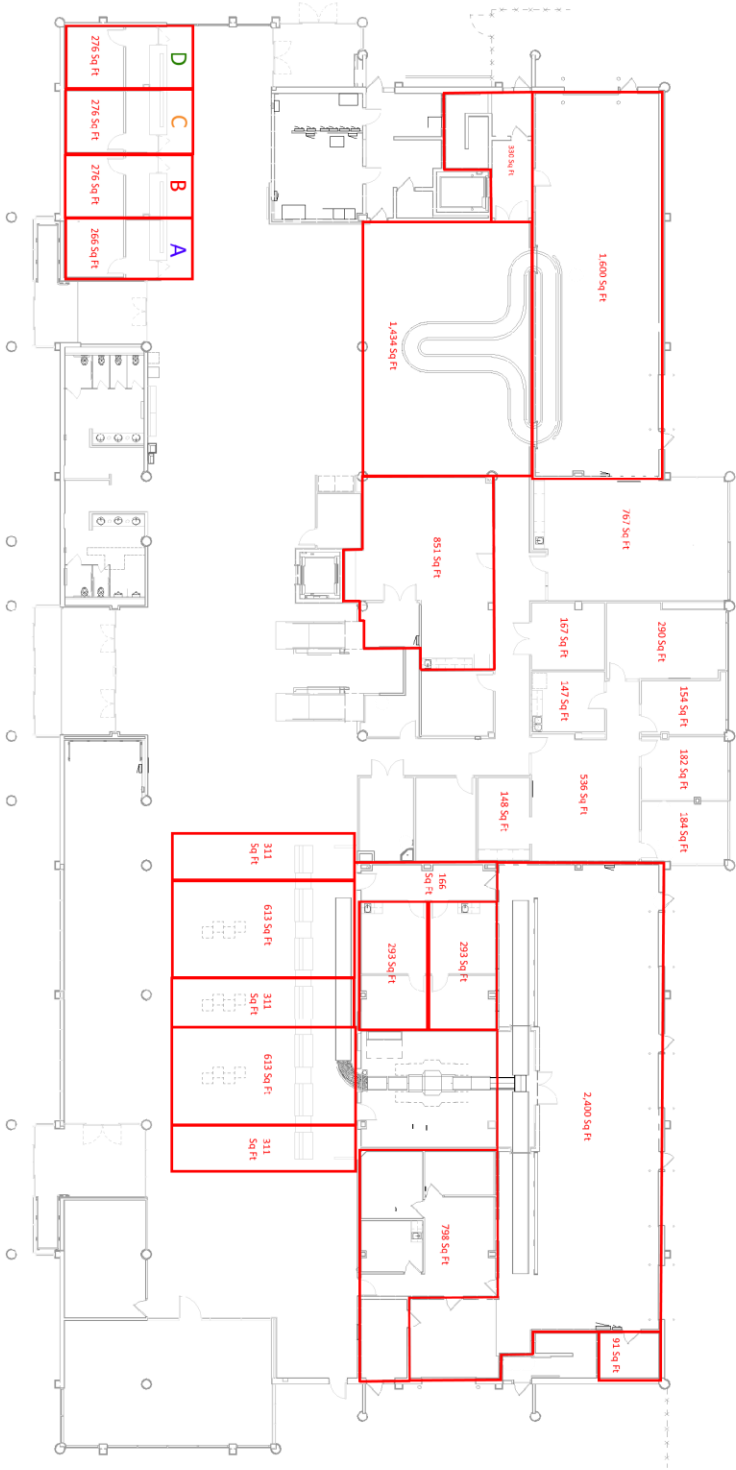 D
276 Sq Ft
C
276 Sq Ft
B
276 Sq Ft
A
266 Sq Ft
330 Sq Ft
1,600 Sq Ft
1,434 Sq Ft
851 Sq Ft
767 Sq Ft
167 Sq Ft
290 Sq Ft
147 Sq Ft
154 Sq Ft
182 Sq Ft
536 Sq Ft
148 Sq Ft
184 Sq Ft
311
Sq Ft
166
Sq Ft
613 Sq Ft
293 Sq Ft
293 Sq Ft
311
Sq Ft
613 Sq Ft
2,400 Sq Ft
311
Sq Ft
798 Sq Ft
91 Sq Ft